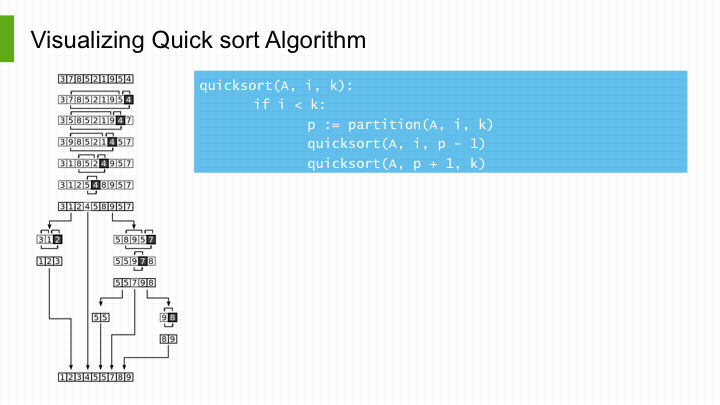 Visualizing Quick sort Algorithm
3 7 8 5 2 1 9 5 4
3 7 8 5 2 1 9 5 4
3 5 8 5 2 1 9 4 7
3 9 8 5 2 1 4 5 7
3 1 8 5 2 4 9 5 7
3 1 2 5 4 8 9 5 7
3 1 2 4 5 8 9 5 7
3 1 2
5 8 9 5 7
1 2 3
5 5 9 7 8
5 5 7 9 8
5 5
9 8
8 9
1 2 3 4 5 5 7 8 9
quicksort(A, i, k):
if i < k:
p := partition(A, i, k)
quicksort(A, i, p - 1)
quicksort(A, p + 1, k)